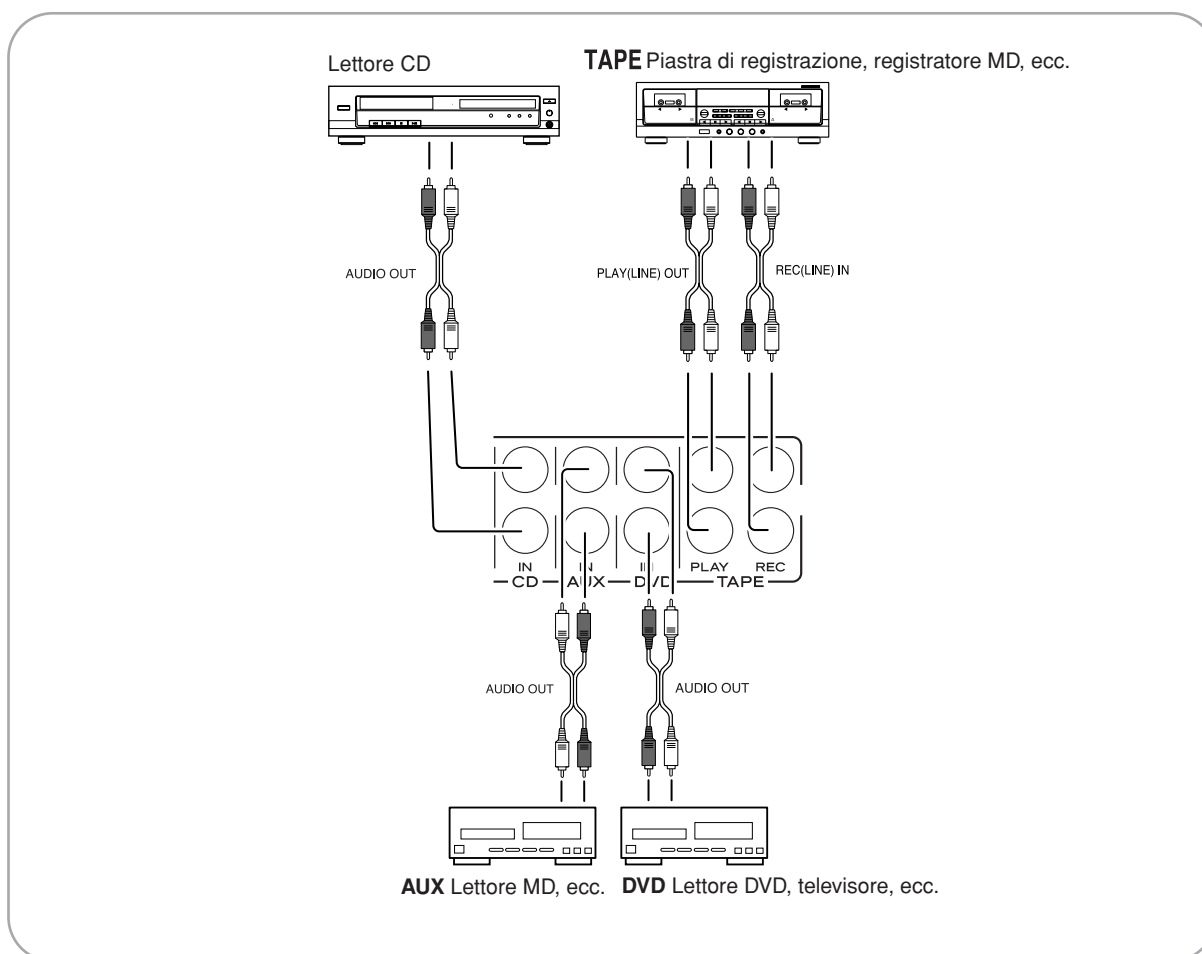 Lettore CD
TAPE Piastra di registrazione, registratore MD, ecc.
B
A
AUDIO OUT
PLAY(LINE) OUT
REC(LINE) IN
IN
IN
IN
PLAY
REC
CD
AUX
DVD
TAPE
AUDIO OUT
AUDIO OUT
AUX Lettore MD, ecc.
DVD Lettore DVD, televisore, ecc.